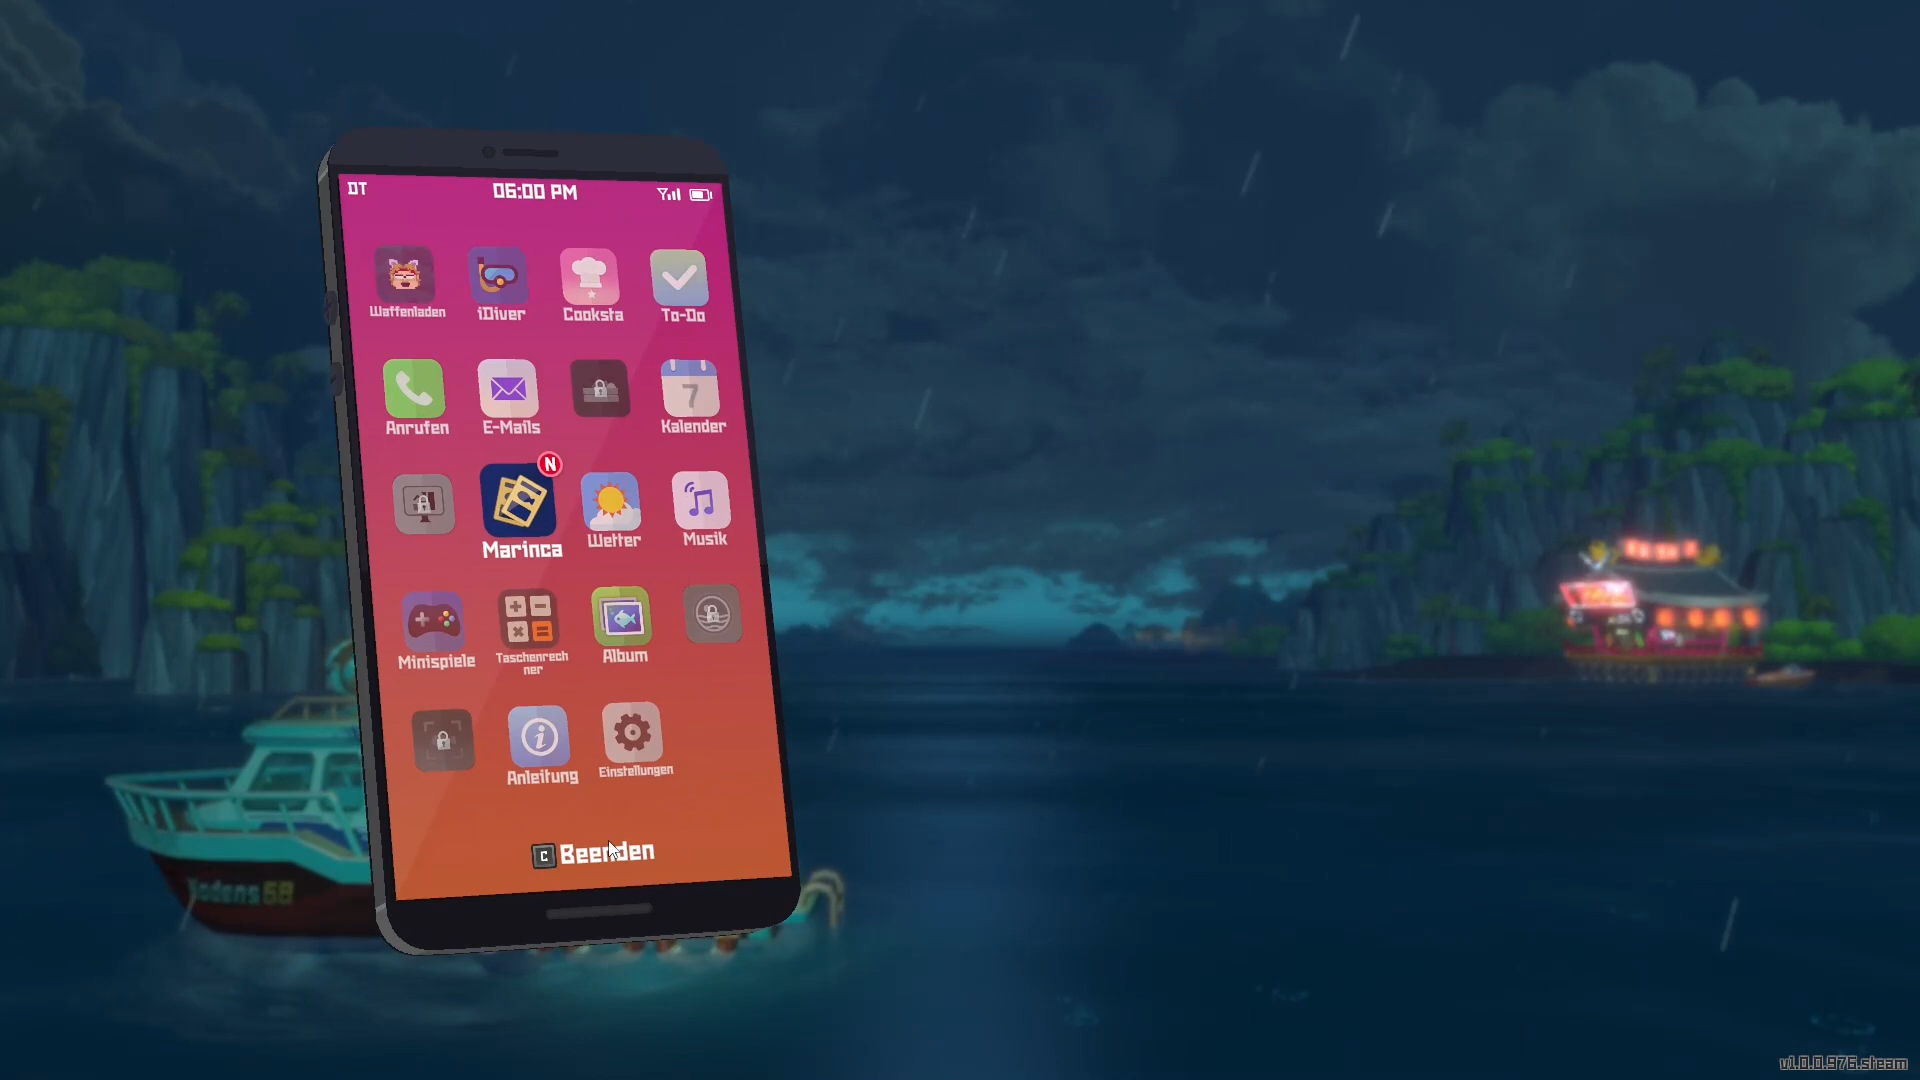 DT 06:00 PM
Waffenladen iDiver Cooksta To-Do
7
Anrufen E-Mails Kalender
N
Marinca Wetter Musik
Minispiele Taschenrech
ner Album
Anleitung Einstellungen
C Beenden
v1.0.0.976.steam